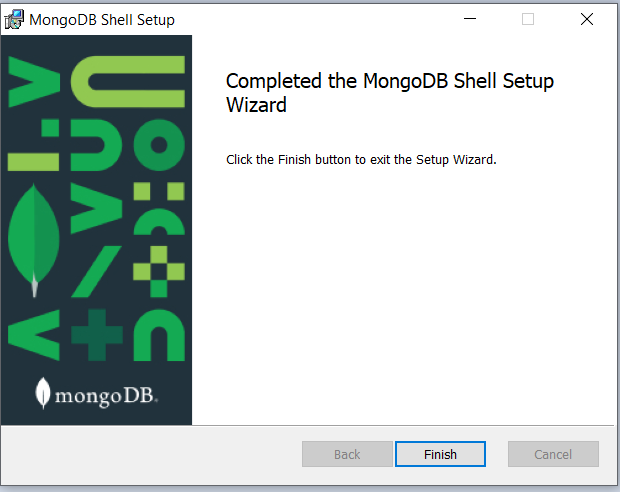 MongoDB Shell Setup
Completed the MongoDB Shell Setup
Wizard
Click the Finish button to exit the Setup Wizard.
mongoDB®
Back
Finish
Cancel